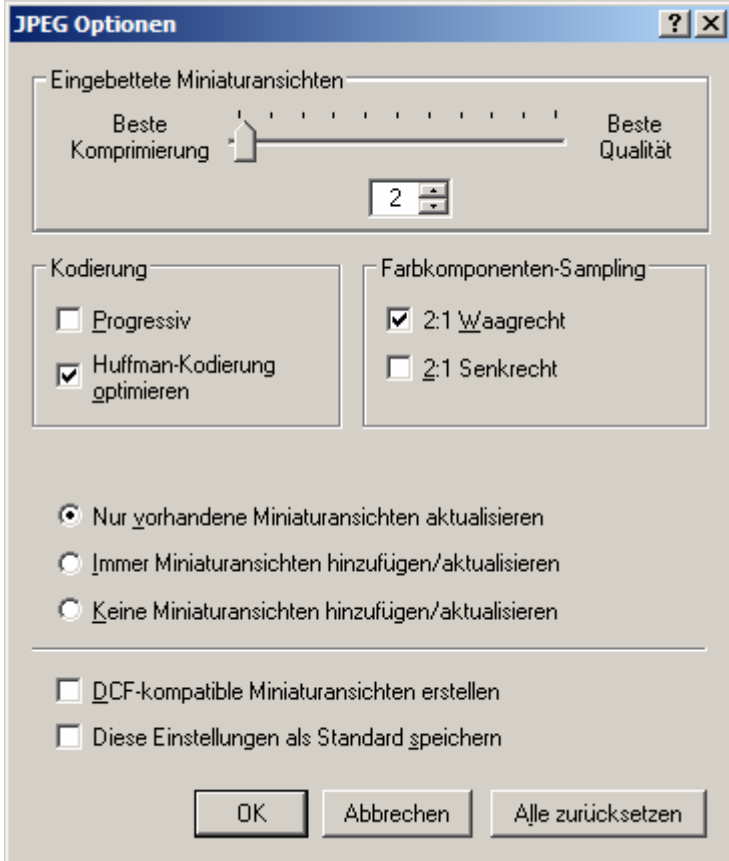 JPEG Optionen
Eingebettete Miniaturansichten
Beste
Komprimierung
Beste
Qualität
2
Kodierung
Progressiv
Huffman-Kodierung
optimieren
Farbkomponenten-Sampling
2:1 Waagrecht
2:1 Senkrecht
Nur vorhandene Miniaturansichten aktualisieren
Immer Miniaturansichten hinzufügen/aktualisieren
Keine Miniaturansichten hinzufügen/aktualisieren
DCF-kompatible Miniaturansichten erstellen
Diese Einstellungen als Standard speichern
OK
Abbrechen
Alle zurücksetzen